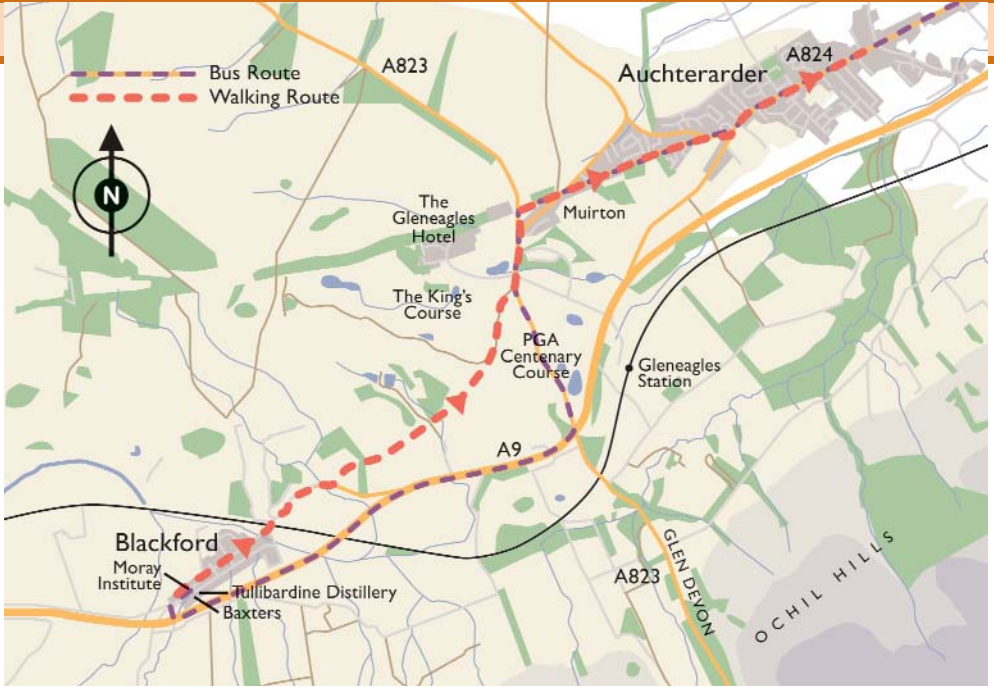 Bus Route
Walking Route
A823
Auchterarder
A824
N
The
Gleneagles
Hotel
Muirton
The King's
Course
PGA
Centenary
Course
Gleneagles
Station
A9
Blackford
Moray
Institute
Tullibardine Distillery
Baxters
A823
GLEN DEVON
OCHIL HILLS